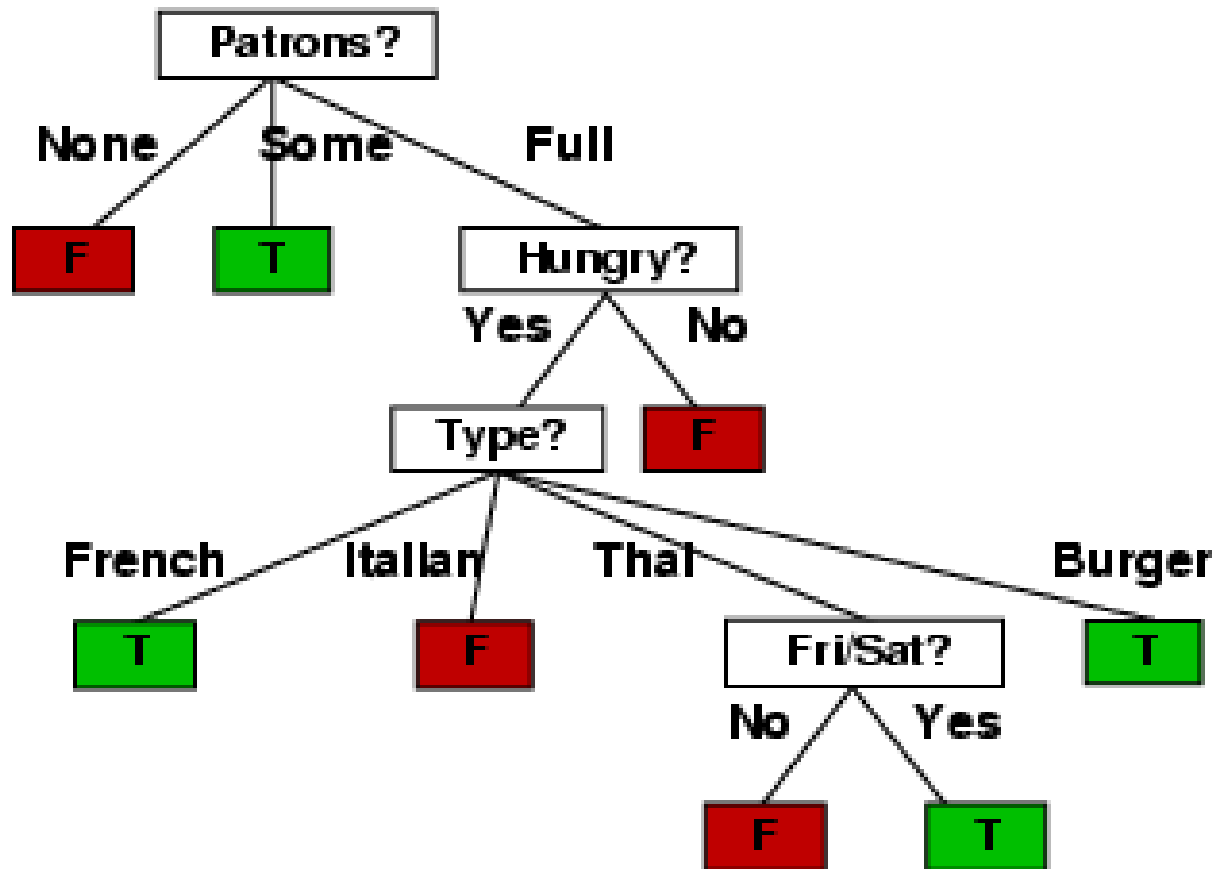 Patrons?
None Some Full
F T Hungry?
Yes No
Type? F
French Italian Thai Burger
T F Fri/Sat? T
No Yes
F T